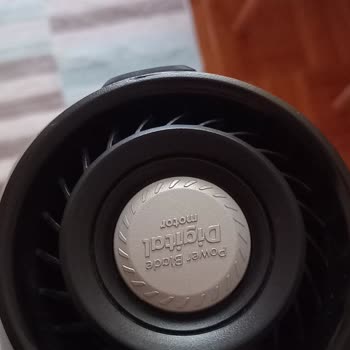 Power Blade
Digital
motor